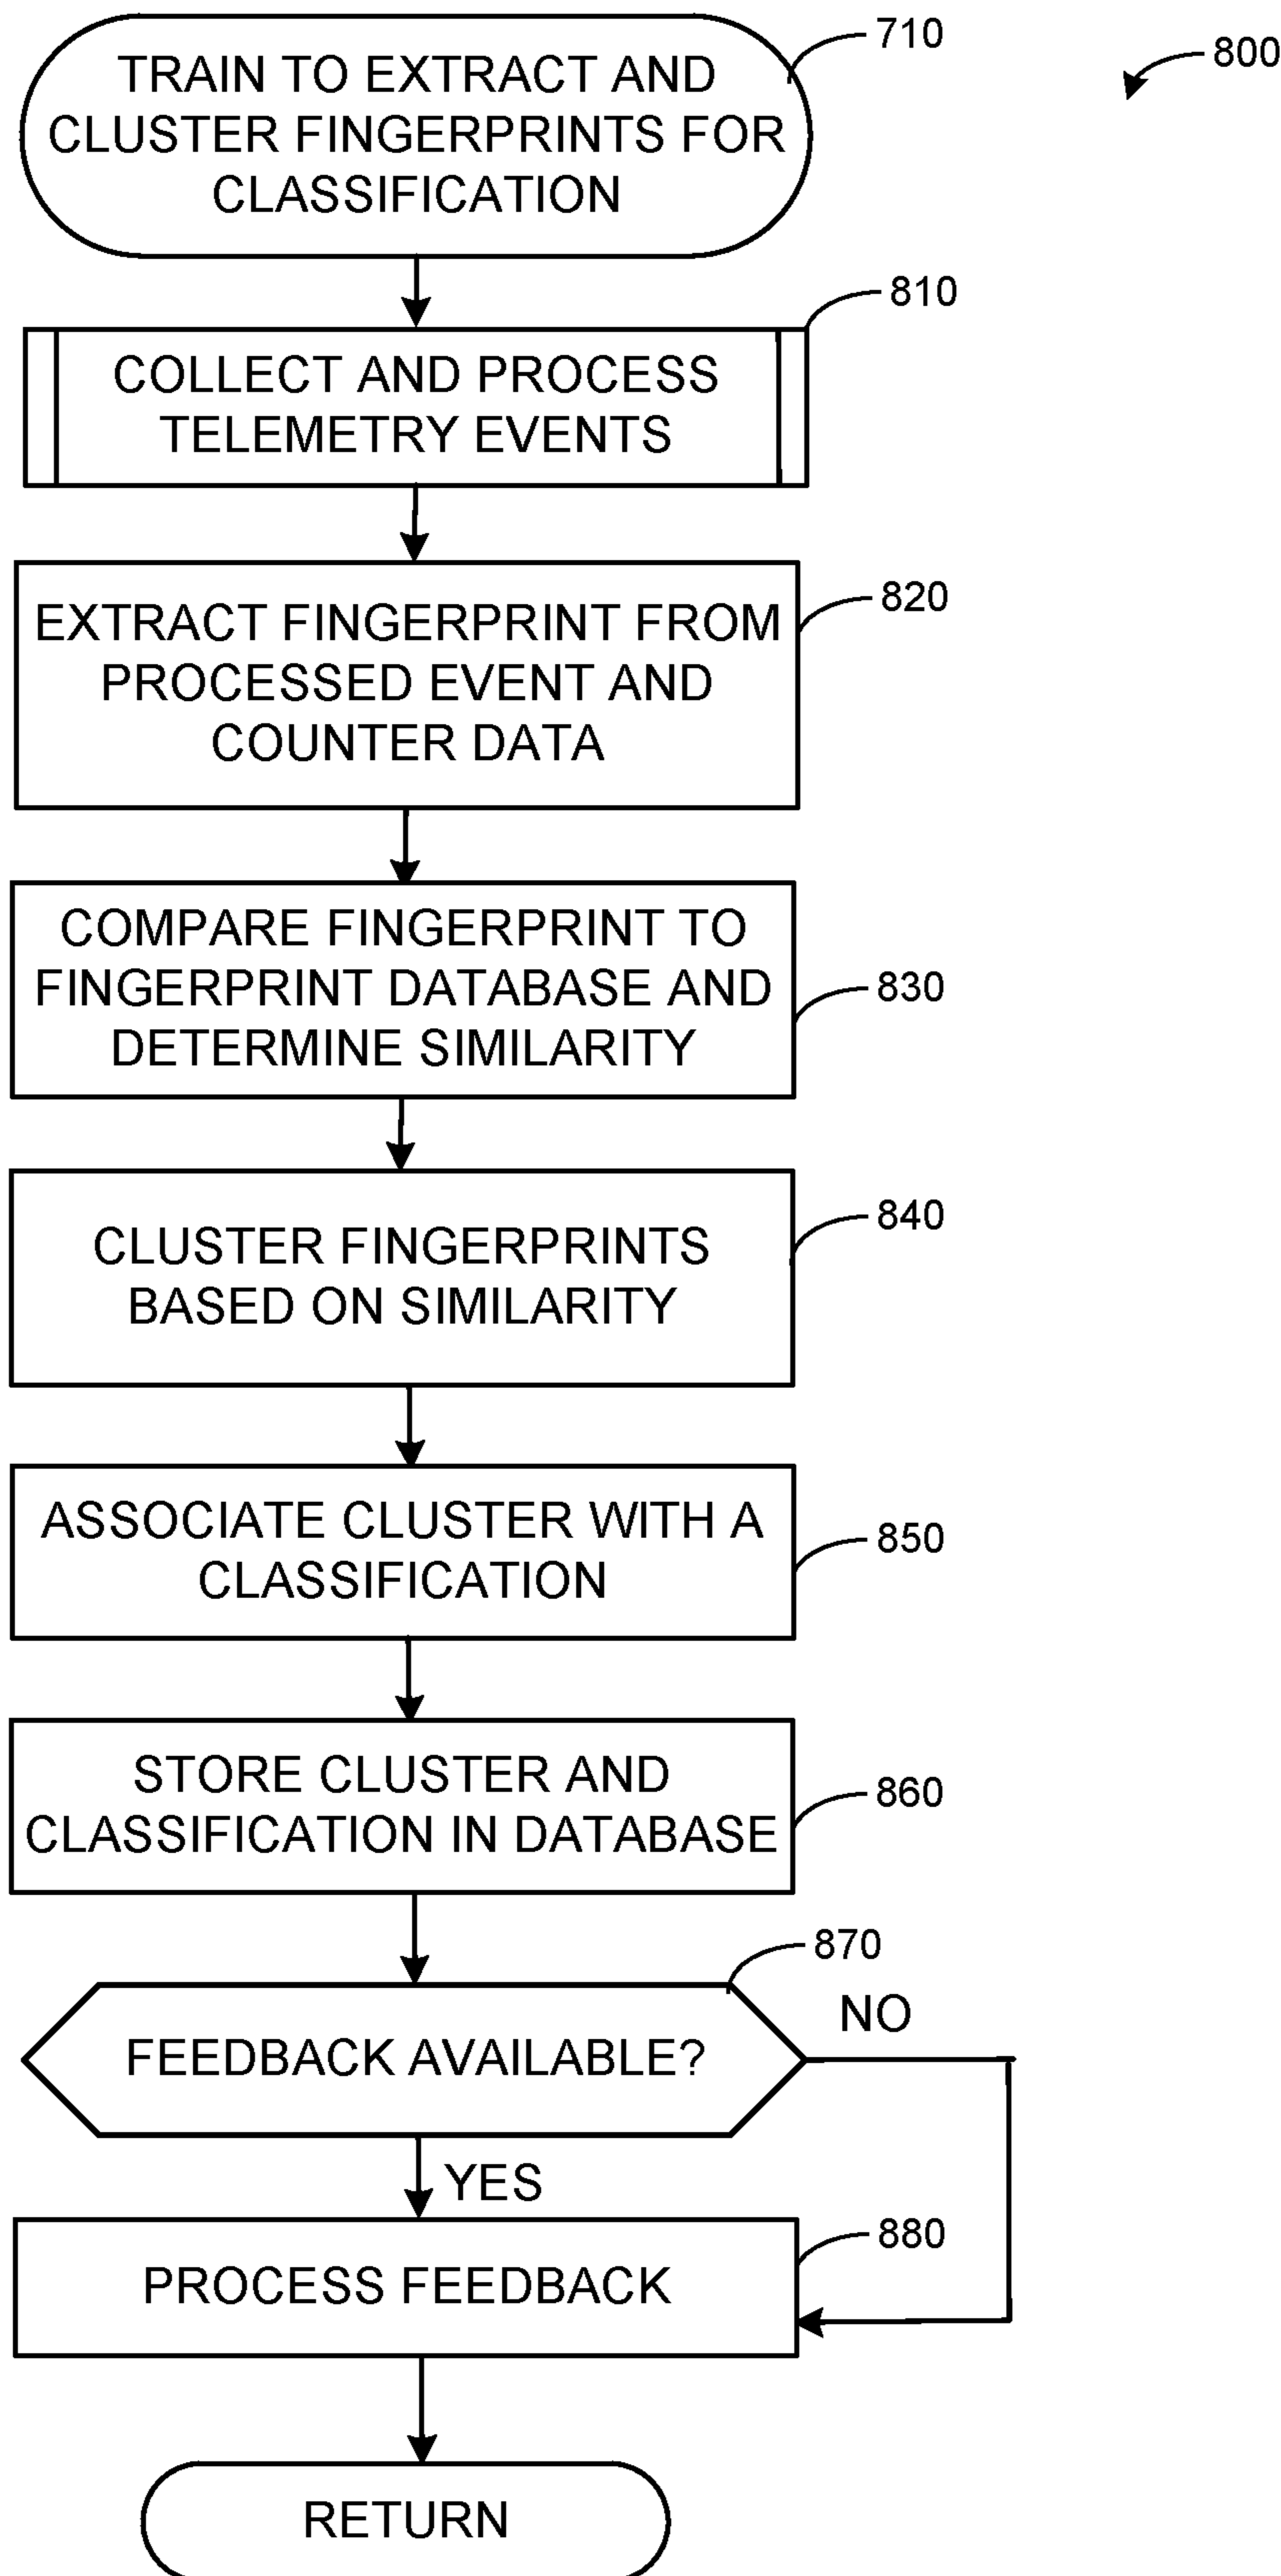 TRAIN TO EXTRACT AND
CLUSTER FINGERPRINTS FOR
CLASSIFICATION
710
800
810
COLLECT AND PROCESS
TELEMETRY EVENTS
820
EXTRACT FINGERPRINT FROM
PROCESSED EVENT AND
COUNTER DATA
COMPARE FINGERPRINT TO
FINGERPRINT DATABASE AND
DETERMINE SIMILARITY
830
840
CLUSTER FINGERPRINTS
BASED ON SIMILARITY
ASSOCIATE CLUSTER WITH A
CLASSIFICATION
850
STORE CLUSTER AND
CLASSIFICATION IN DATABASE
860
870
NO
FEEDBACK AVAILABLE?
YES
880
PROCESS FEEDBACK
RETURN